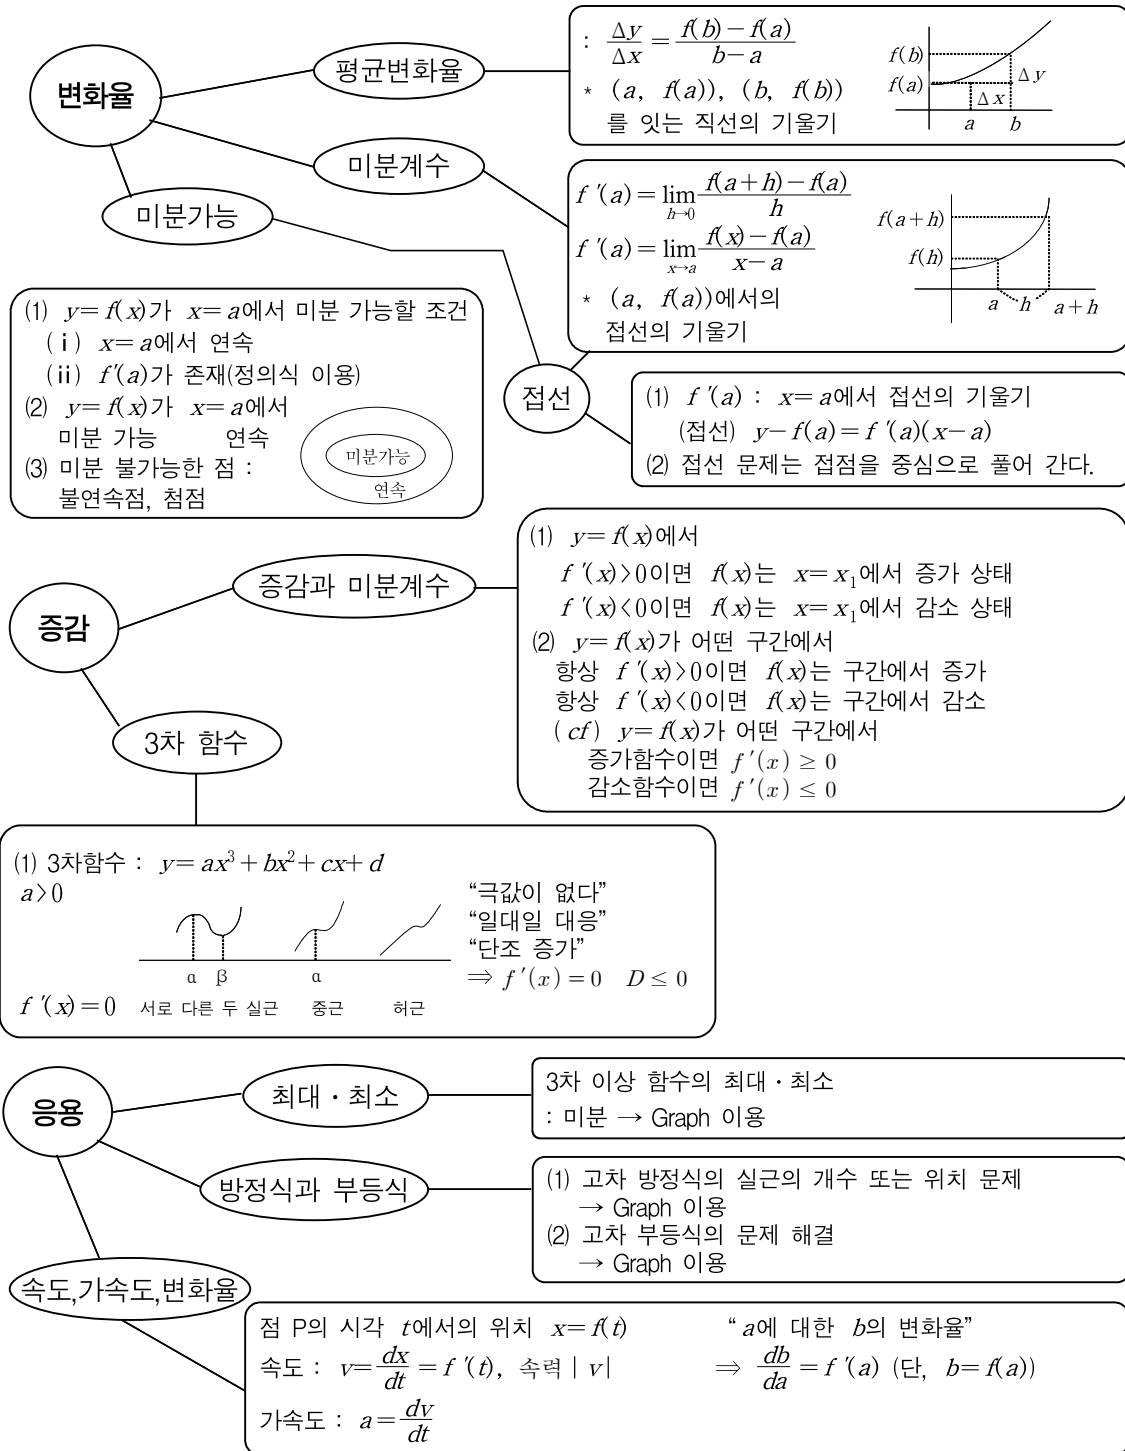 변화율
평균변화율
: Δy/Δx = (f(b)−f(a))/(b−a)
* (a, f(a)), (b, f(b))
를 잇는 직선의 기울기
f(b)
f(a)
Δy
Δx
a b
미분계수
f ′(a) = lim h→0 (f(a+h)−f(a))/h
f ′(a) = lim x→a (f(x)−f(a))/(x−a)
* (a, f(a))에서의
접선의 기울기
f(a+h)
f(h)
a h a+h
미분가능
(1) y=f(x)가 x=a에서 미분 가능할 조건
(ⅰ) x=a에서 연속
(ⅱ) f′(a)가 존재(정의식 이용)
(2) y=f(x)가 x=a에서
미분 가능 연속
(3) 미분 불가능한 점 :
불연속점, 첨점
미분가능
연속
접선
(1) f ′(a) : x=a에서 접선의 기울기
(접선) y−f(a)=f ′(a)(x−a)
(2) 접선 문제는 접점을 중심으로 풀어 간다.
증감
증감과 미분계수
(1) y=f(x)에서
f ′(x)>0이면 f(x)는 x=x₁에서 증가 상태
f ′(x)<0이면 f(x)는 x=x₁에서 감소 상태
(2) y=f(x)가 어떤 구간에서
항상 f ′(x)>0이면 f(x)는 구간에서 증가
항상 f ′(x)<0이면 f(x)는 구간에서 감소
(cf) y=f(x)가 어떤 구간에서
증가함수이면 f ′(x) ≥ 0
감소함수이면 f ′(x) ≤ 0
3차 함수
(1) 3차함수 : y=ax³+bx²+cx+d
a>0
“극값이 없다”
“일대일 대응”
“단조 증가”
⇒ f ′(x)=0 D ≤ 0
α β α
f ′(x)=0 서로 다른 두 실근 중근 허근
응용
최대・최소
3차 이상 함수의 최대・최소
: 미분 → Graph 이용
방정식과 부등식
(1) 고차 방정식의 실근의 개수 또는 위치 문제
→ Graph 이용
(2) 고차 부등식의 문제 해결
→ Graph 이용
속도,가속도,변화율
점 P의 시각 t에서의 위치 x=f(t)
속도 : v=dx/dt=f ′(t), 속력 | v |
가속도 : a=dv/dt
“a에 대한 b의 변화율”
⇒ db/da=f ′(a) (단, b=f(a))